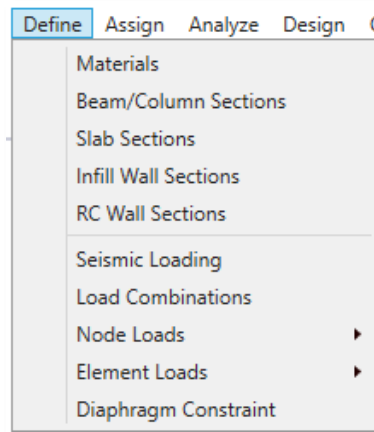 Define Assign Analyze Design
Materials
Beam/Column Sections
Slab Sections
Infill Wall Sections
RC Wall Sections
Seismic Loading
Load Combinations
Node Loads
Element Loads
Diaphragm Constraint